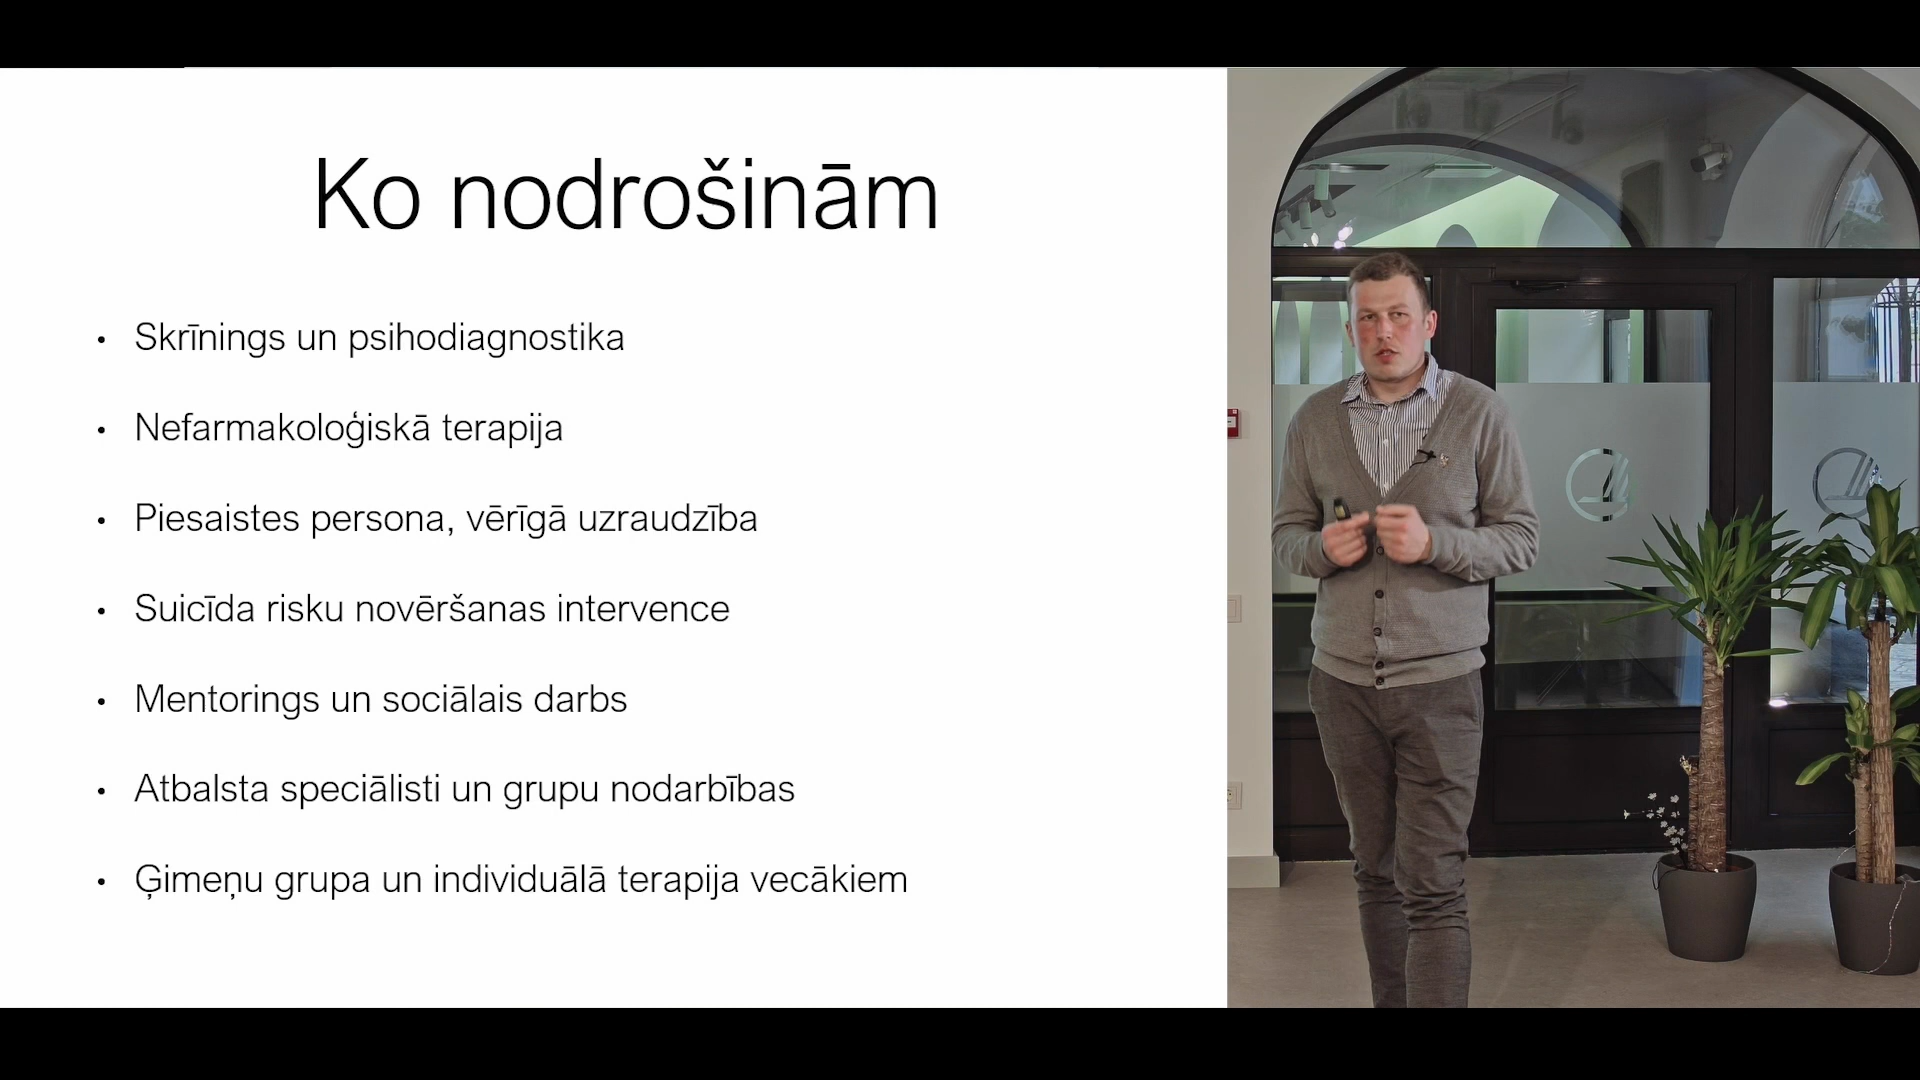 Ko nodrošinām
• Skrīnings un psihodiagnostika
• Nefarmakoloģiskā terapija
• Piesaistes persona, vērīgā uzraudzība
• Suicīda risku novēršanas intervence
• Mentorings un sociālais darbs
• Atbalsta speciālisti un grupu nodarbības
• Ģimeņu grupa un individuālā terapija vecākiem